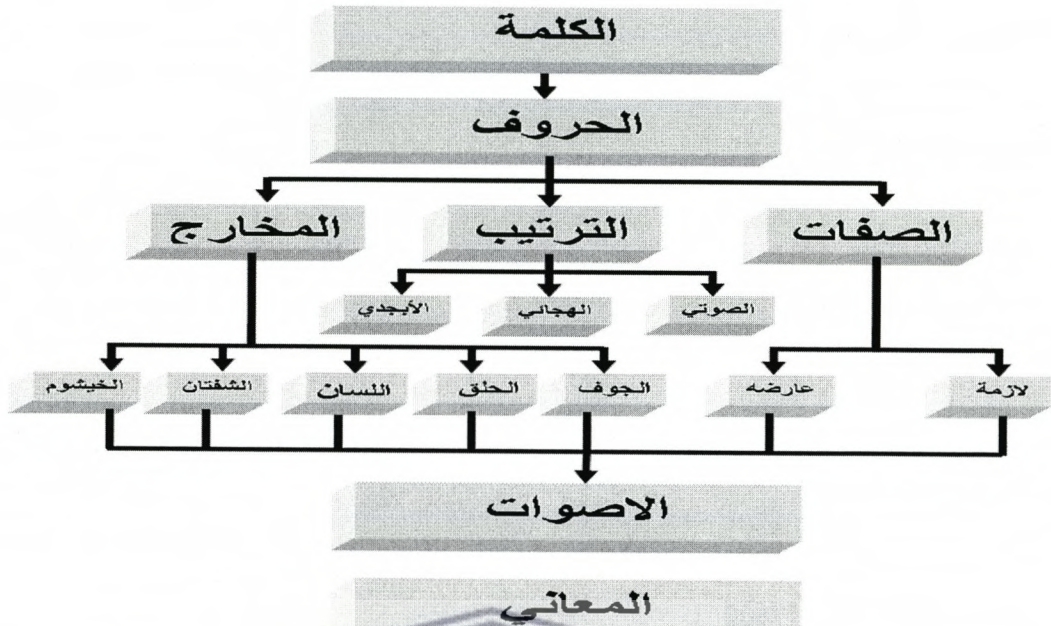 الكلمة
الحروف
الصفات
الترتيب
المخارج
الصوتي
الهجائي
الأبجدي
لازمة
عارضه
الجوف
الحلق
اللسان
الشفتان
الخيشوم
الاصوات
المعاني